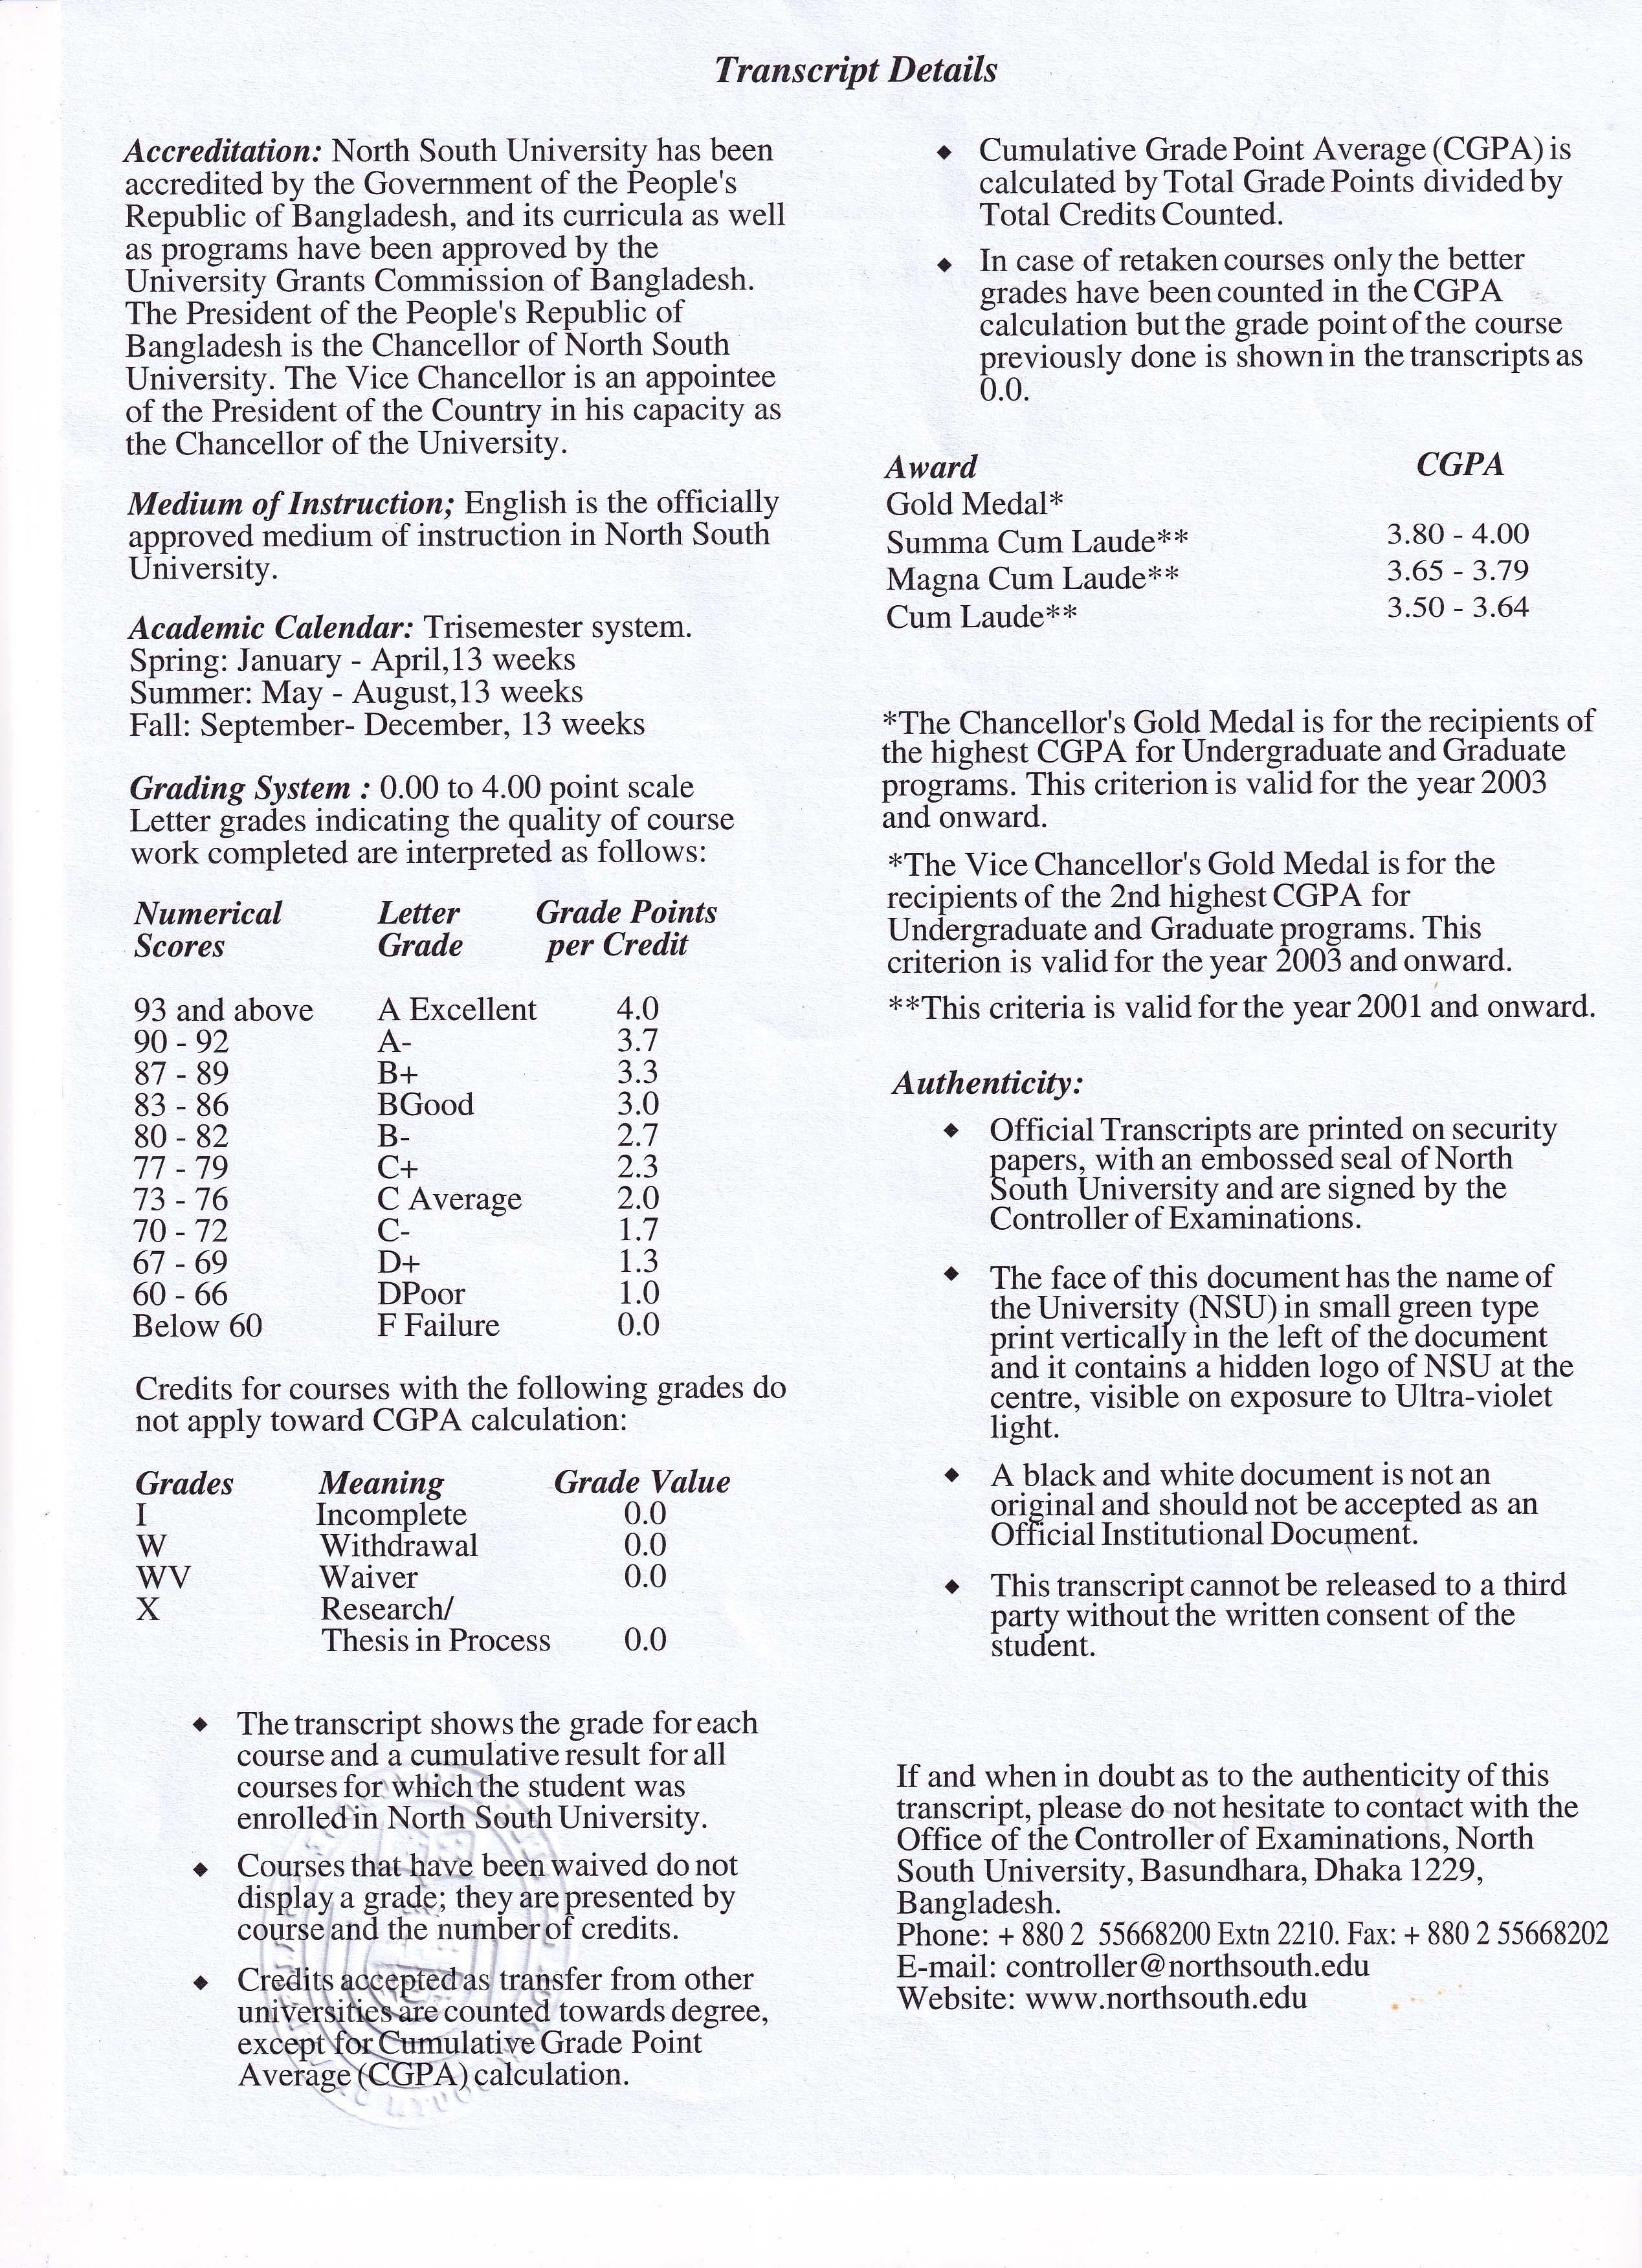 Transcript Details
Accreditation: North South University has been
accredited by the Government of the People's
Republic of Bangladesh, and its curricula as well
as programs have been approved by the
University Grants Commission of Bangladesh.
The President of the People's Republic of
Bangladesh is the Chancellor of North South
University. The Vice Chancellor is an appointee
of the President of the Country in his capacity as
the Chancellor of the University.
Medium of Instruction; English is the officially
approved medium of instruction in North South
University.
Academic Calendar: Trisemester system.
Spring: January - April,13 weeks
Summer: May - August,13 weeks
Fall: September- December, 13 weeks
Grading System : 0.00 to 4.00 point scale
Letter grades indicating the quality of course
work completed are interpreted as follows:
Numerical Letter Grade Points
Scores Grade per Credit
93 and above A Excellent 4.0
90 - 92 A- 3.7
87 - 89 B+ 3.3
83 - 86 BGood 3.0
80 - 82 B- 2.7
77 - 79 C+ 2.3
73 - 76 C Average 2.0
70 - 72 C- 1.7
67 - 69 D+ 1.3
60 - 66 DPoor 1.0
Below 60 F Failure 0.0
Credits for courses with the following grades do
not apply toward CGPA calculation:
Grades Meaning Grade Value
I Incomplete 0.0
W Withdrawal 0.0
WV Waiver 0.0
X Research/
Thesis in Process 0.0
◆ The transcript shows the grade for each
course and a cumulative result for all
courses for which the student was
enrolled in North South University.
◆ Courses that have been waived do not
display a grade; they are presented by
course and the number of credits.
◆ Credits accepted as transfer from other
universities are counted towards degree,
except for Cumulative Grade Point
Average (CGPA) calculation.
◆ Cumulative Grade Point Average (CGPA) is
calculated by Total Grade Points divided by
Total Credits Counted.
◆ In case of retaken courses only the better
grades have been counted in the CGPA
calculation but the grade point of the course
previously done is shown in the transcripts as
0.0.
Award CGPA
Gold Medal*
Summa Cum Laude** 3.80 - 4.00
Magna Cum Laude** 3.65 - 3.79
Cum Laude** 3.50 - 3.64
*The Chancellor's Gold Medal is for the recipients of
the highest CGPA for Undergraduate and Graduate
programs. This criterion is valid for the year 2003
and onward.
*The Vice Chancellor's Gold Medal is for the
recipients of the 2nd highest CGPA for
Undergraduate and Graduate programs. This
criterion is valid for the year 2003 and onward.
**This criteria is valid for the year 2001 and onward.
Authenticity:
◆ Official Transcripts are printed on security
papers, with an embossed seal of North
South University and are signed by the
Controller of Examinations.
◆ The face of this document has the name of
the University (NSU) in small green type
print vertically in the left of the document
and it contains a hidden logo of NSU at the
centre, visible on exposure to Ultra-violet
light.
◆ A black and white document is not an
original and should not be accepted as an
Official Institutional Document.
◆ This transcript cannot be released to a third
party without the written consent of the
student.
If and when in doubt as to the authenticity of this
transcript, please do not hesitate to contact with the
Office of the Controller of Examinations, North
South University, Basundhara, Dhaka 1229,
Bangladesh.
Phone: + 880 2 55668200 Extn 2210. Fax: + 880 2 55668202
E-mail: controller@northsouth.edu
Website: www.northsouth.edu